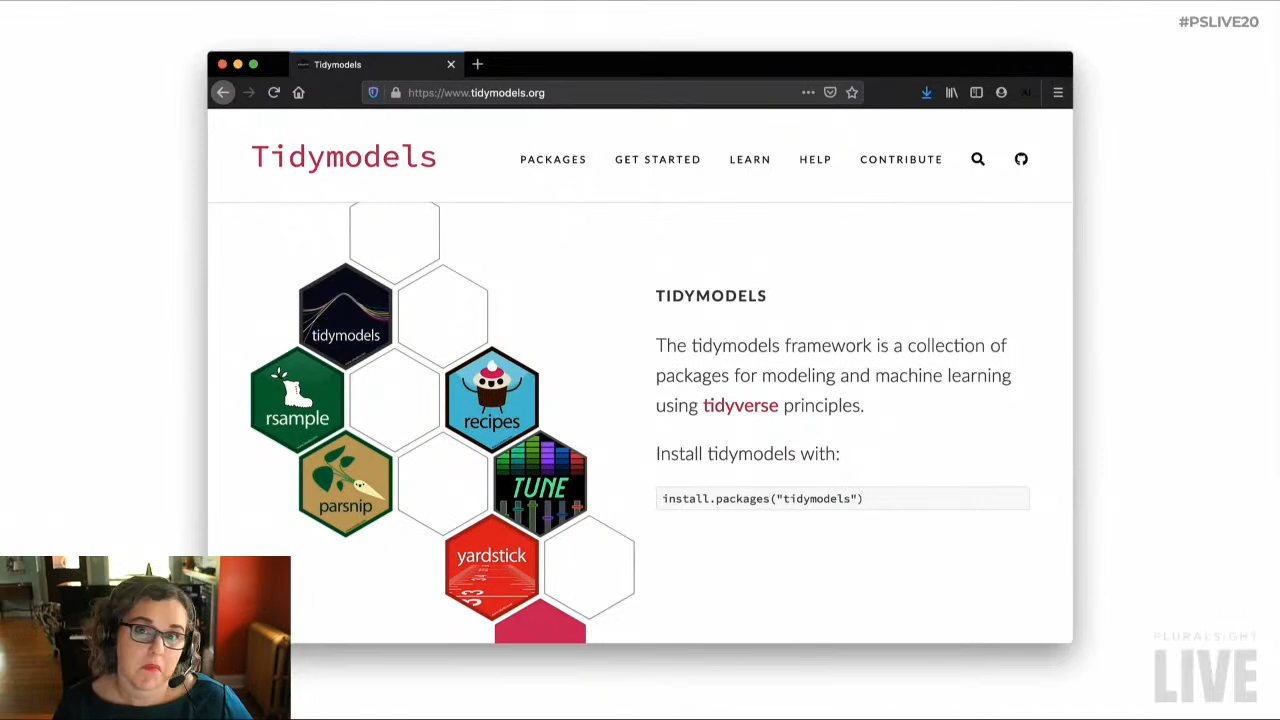 #PSLIVE20
Tidymodels
https://www.tidymodels.org
Tidymodels
PACKAGES GET STARTED LEARN HELP CONTRIBUTE
tidymodels
rsample
recipes
parsnip
TUNE
yardstick
TIDYMODELS
The tidymodels framework is a collection of
packages for modeling and machine learning
using tidyverse principles.
Install tidymodels with:
install.packages("tidymodels")
PLURALSIGHT
LIVE